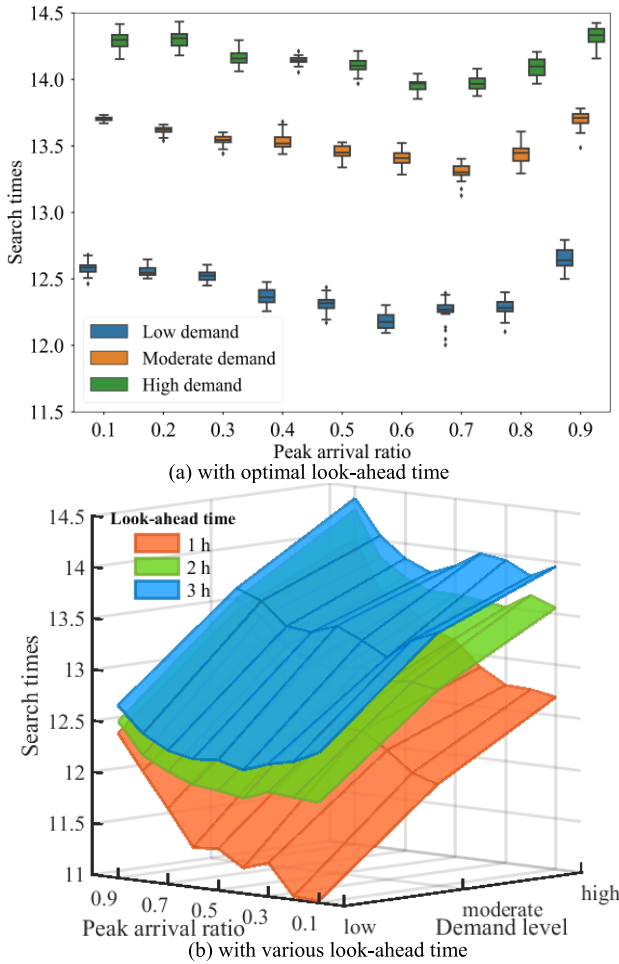 14.5
14.0
13.5
13.0
12.5
12.0
11.5
Search times
Low demand
Moderate demand
High demand
0.1 0.2 0.3 0.4 0.5 0.6 0.7 0.8 0.9
Peak arrival ratio
(a) with optimal look-ahead time
14.5
14
13.5
13
12.5
12
11.5
11
Search times
Look-ahead time
1 h
2 h
3 h
0.9 0.7 0.5 0.3 0.1
Peak arrival ratio
low moderate high
Demand level
(b) with various look-ahead time